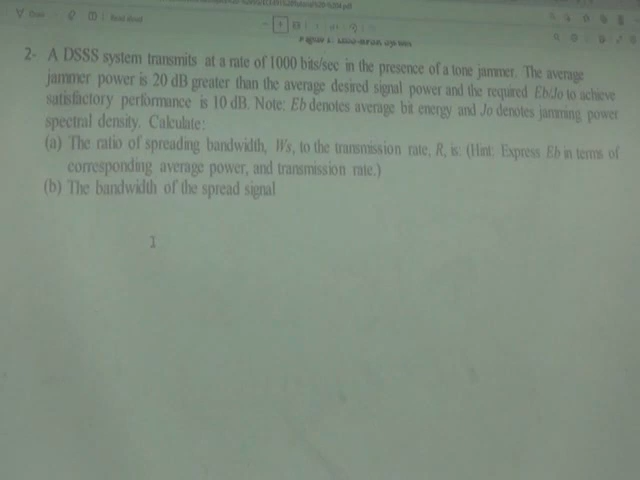 Draw
Read aloud
2- A DSSS system transmits at a rate of 1000 bits/sec in the presence of a tone jammer. The average
jammer power is 20 dB greater than the average desired signal power and the required Eb/Jo to achieve
satisfactory performance is 10 dB. Note: Eb denotes average bit energy and Jo denotes jamming power
spectral density. Calculate:
(a) The ratio of spreading bandwidth, Ws, to the transmission rate, R, is: (Hint: Express Eb in terms of
corresponding average power, and transmission rate.)
(b) The bandwidth of the spread signal